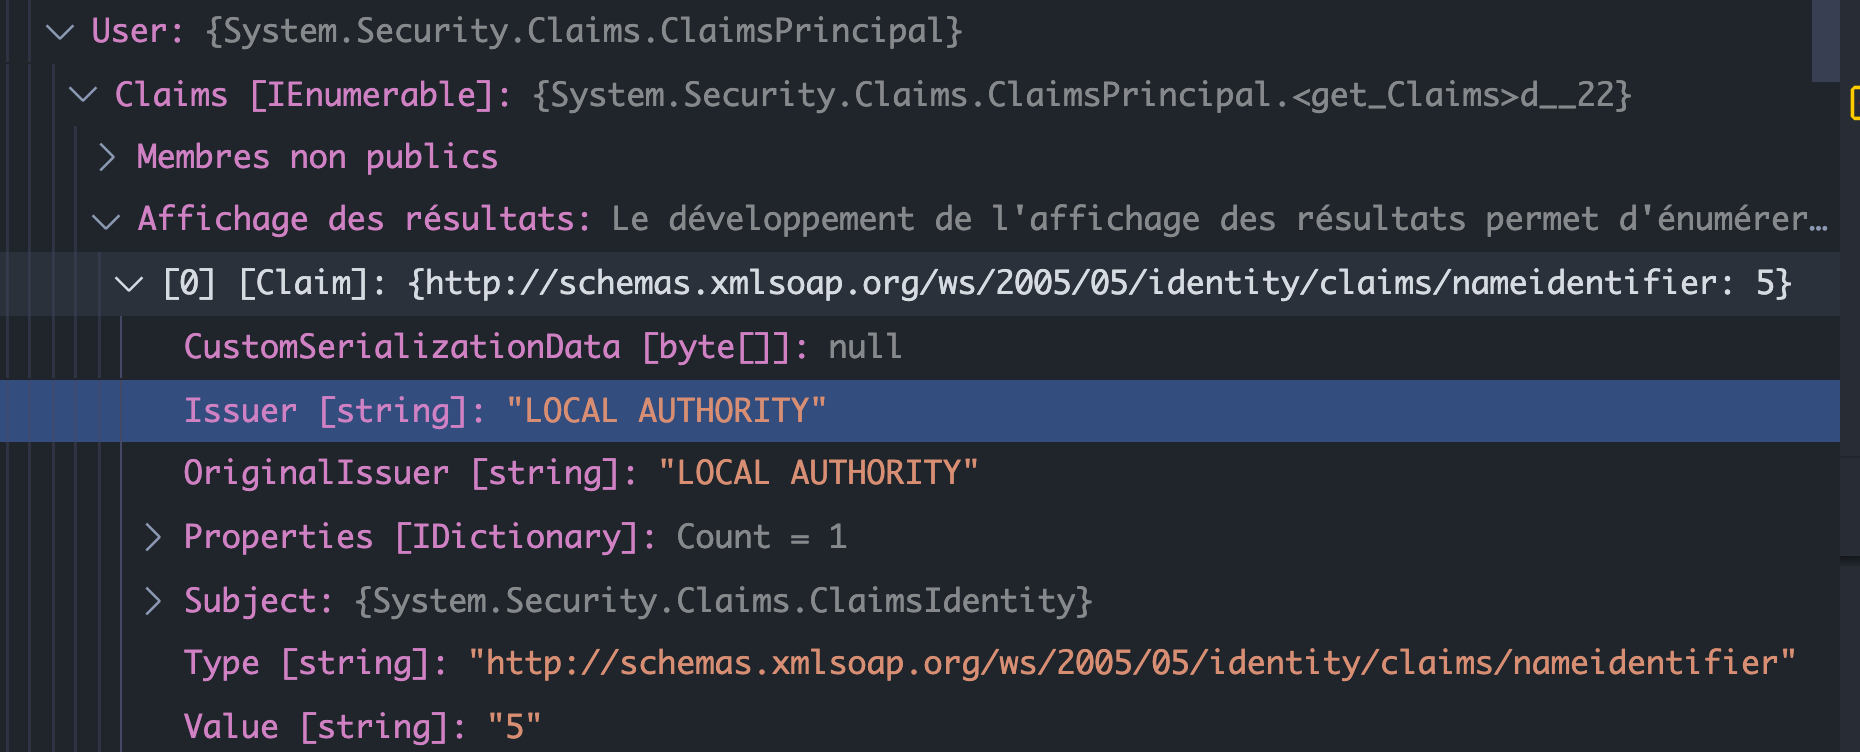 User: {System.Security.Claims.ClaimsPrincipal}
Claims [IEnumerable]: {System.Security.Claims.ClaimsPrincipal.<get_Claims>d__22}
Membres non publics
Affichage des résultats: Le développement de l'affichage des résultats permet d'énumérer…
[0] [Claim]: {http://schemas.xmlsoap.org/ws/2005/05/identity/claims/nameidentifier: 5}
CustomSerializationData [byte[]]: null
Issuer [string]: "LOCAL AUTHORITY"
OriginalIssuer [string]: "LOCAL AUTHORITY"
Properties [IDictionary]: Count = 1
Subject: {System.Security.Claims.ClaimsIdentity}
Type [string]: "http://schemas.xmlsoap.org/ws/2005/05/identity/claims/nameidentifier"
Value [string]: "5"